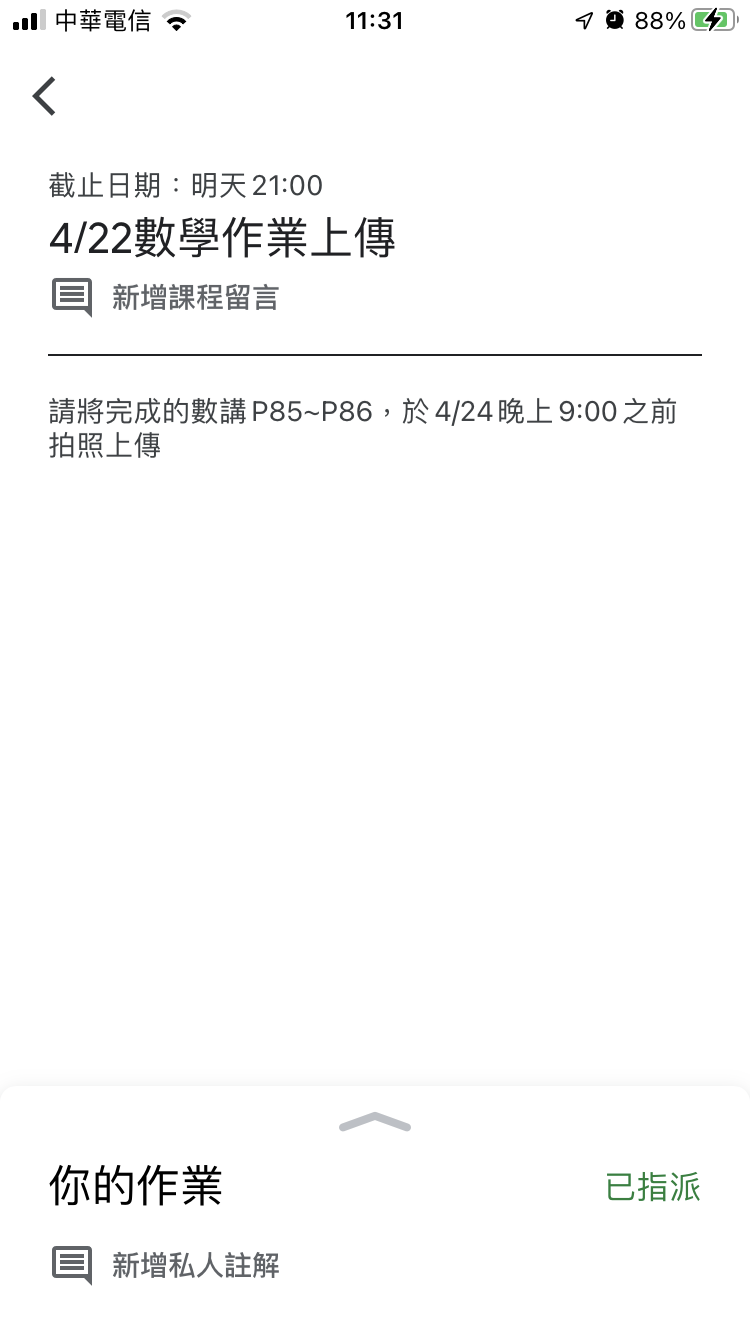 中華電信
11:31
88%
截止日期：明天 21:00
4/22數學作業上傳
新增課程留言
請將完成的數講 P85~P86，於 4/24 晚上 9:00 之前
拍照上傳
你的作業
已指派
新增私人註解